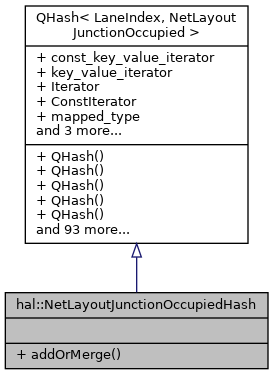 QHash< LaneIndex, NetLayout
JunctionOccupied >
+ const_key_value_iterator
+ key_value_iterator
+ Iterator
+ ConstIterator
+ mapped_type
and 3 more...
+ QHash()
+ QHash()
+ QHash()
+ QHash()
+ QHash()
and 93 more...
hal::NetLayoutJunctionOccupiedHash
+ addOrMerge()